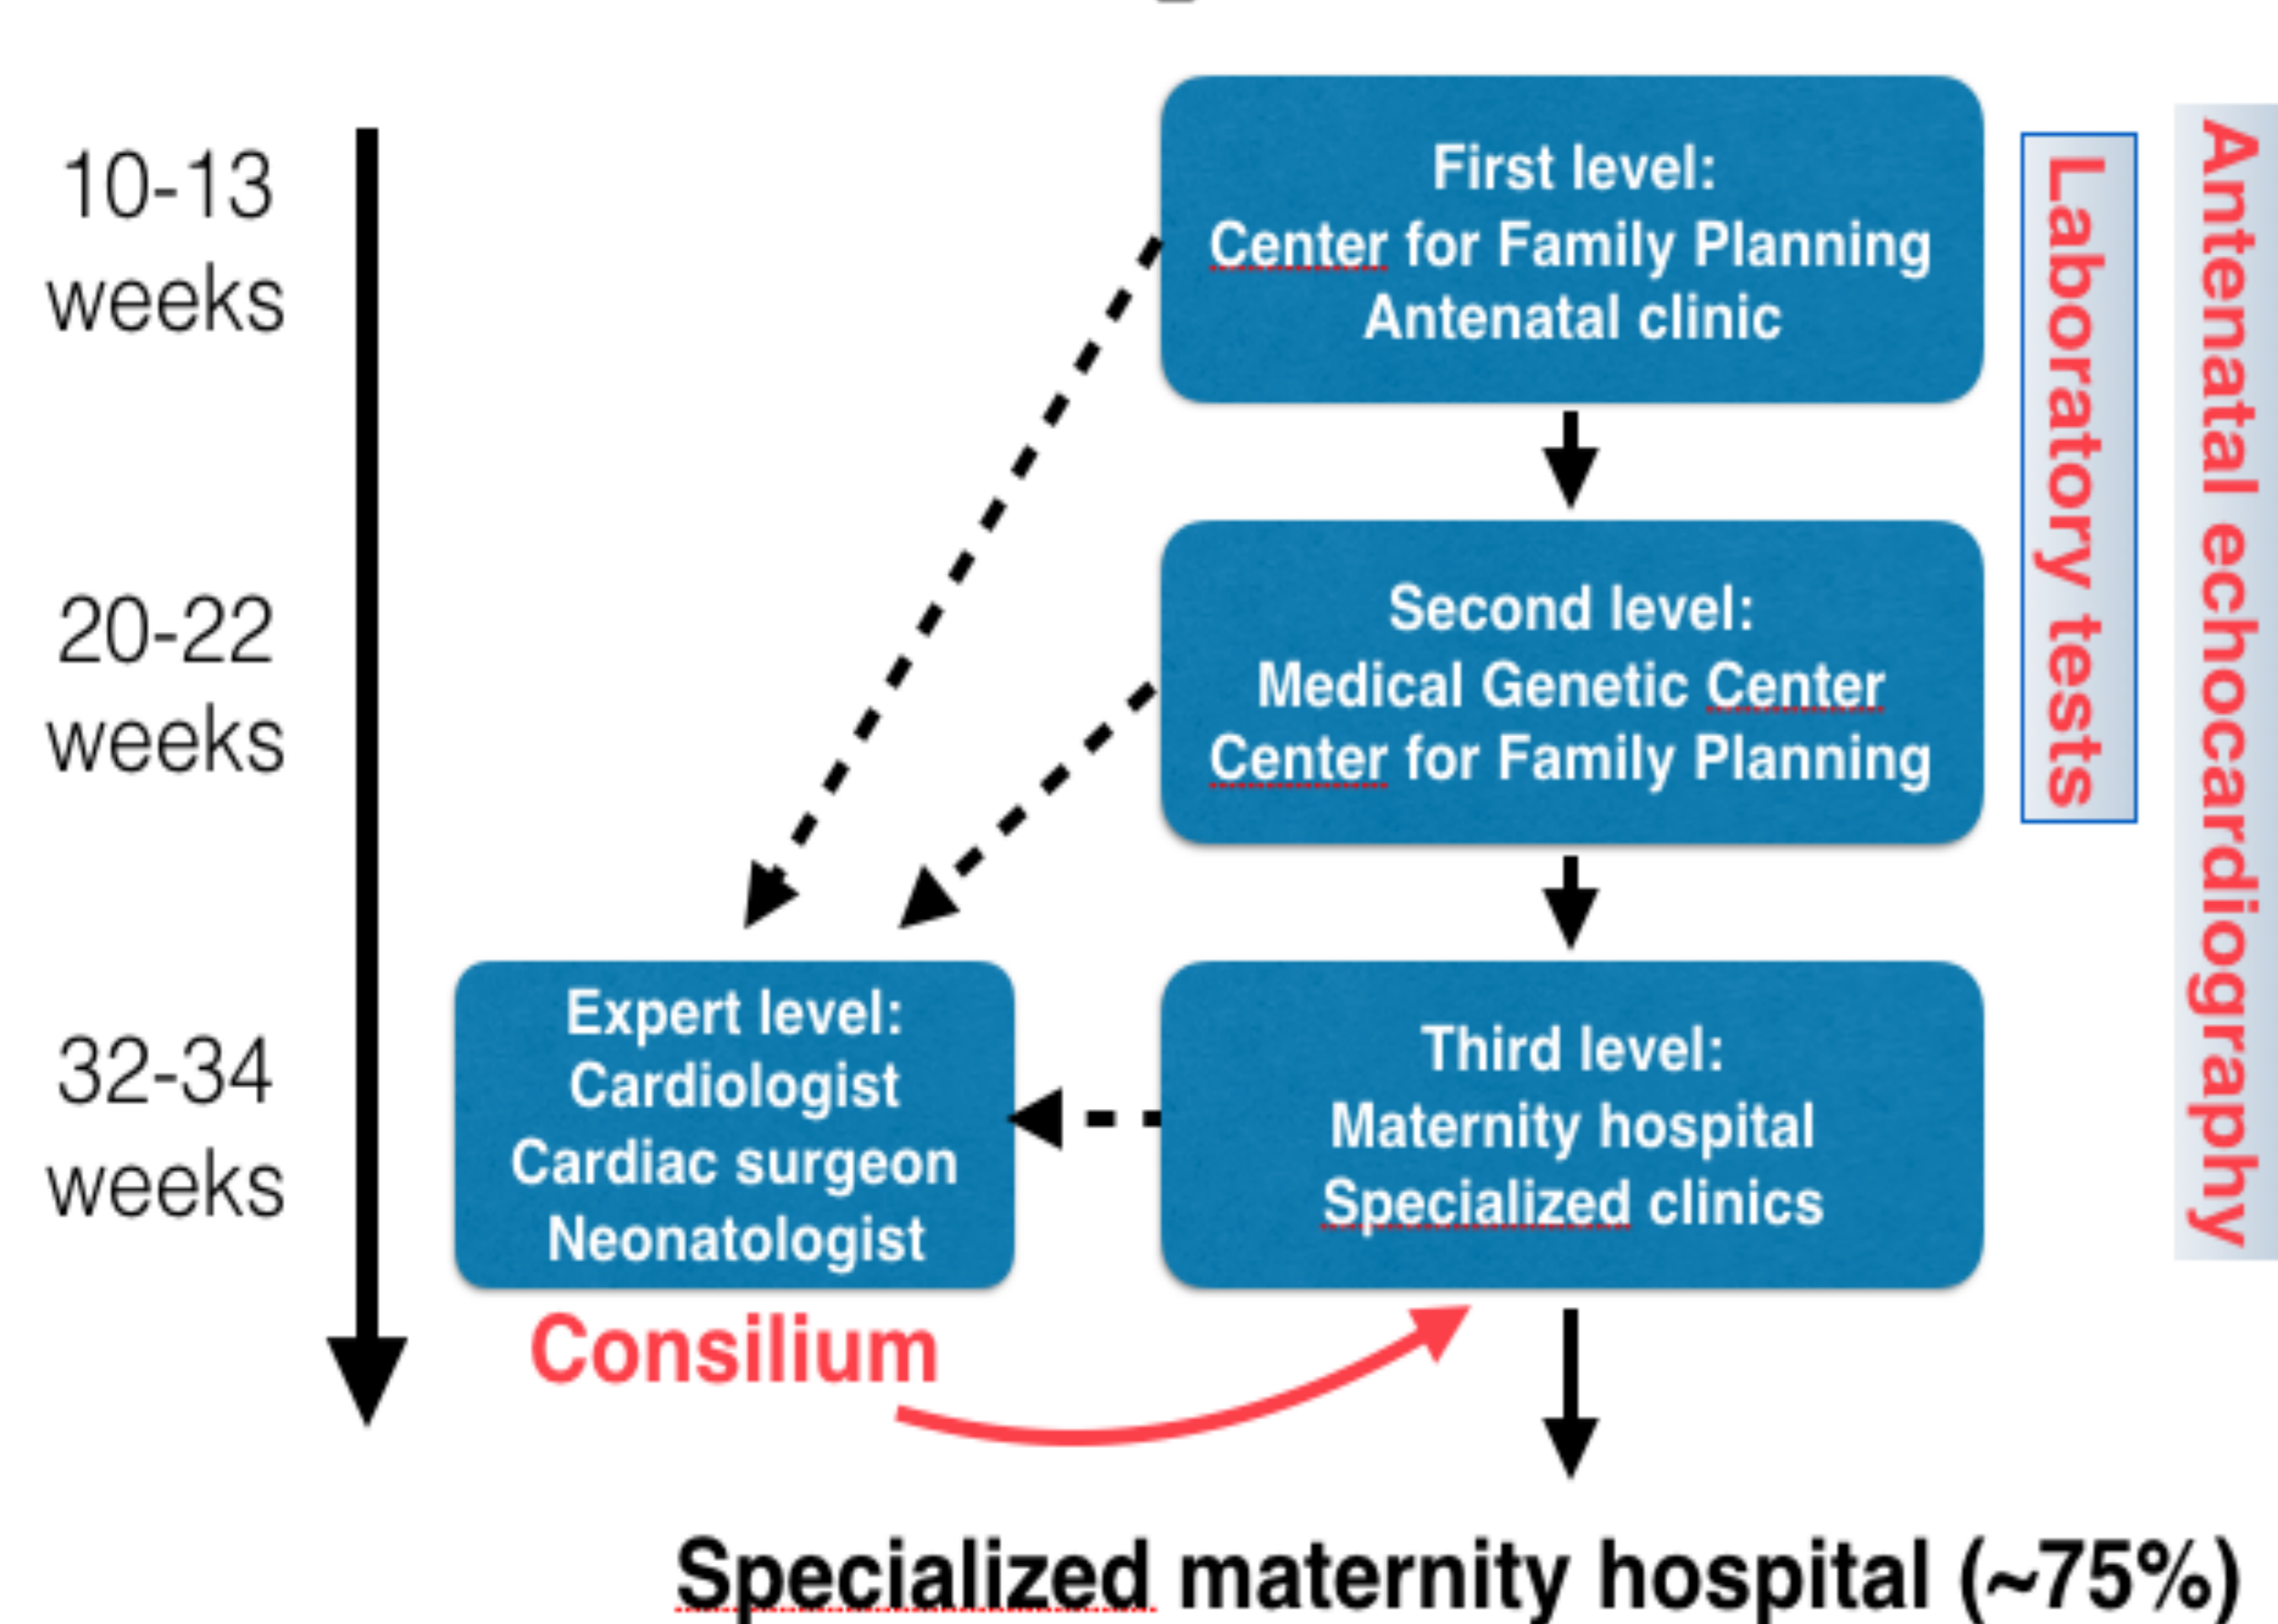 10-13
weeks
First level:
Center for Family Planning
Antenatal clinic
20-22
weeks
Second level:
Medical Genetic Center
Center for Family Planning
32-34
weeks
Expert level:
Cardiologist
Cardiac surgeon
Neonatologist
Third level:
Maternity hospital
Specialized clinics
Laboratory tests
Antenatal echocardiography
Consilium
Specialized maternity hospital (~75%)